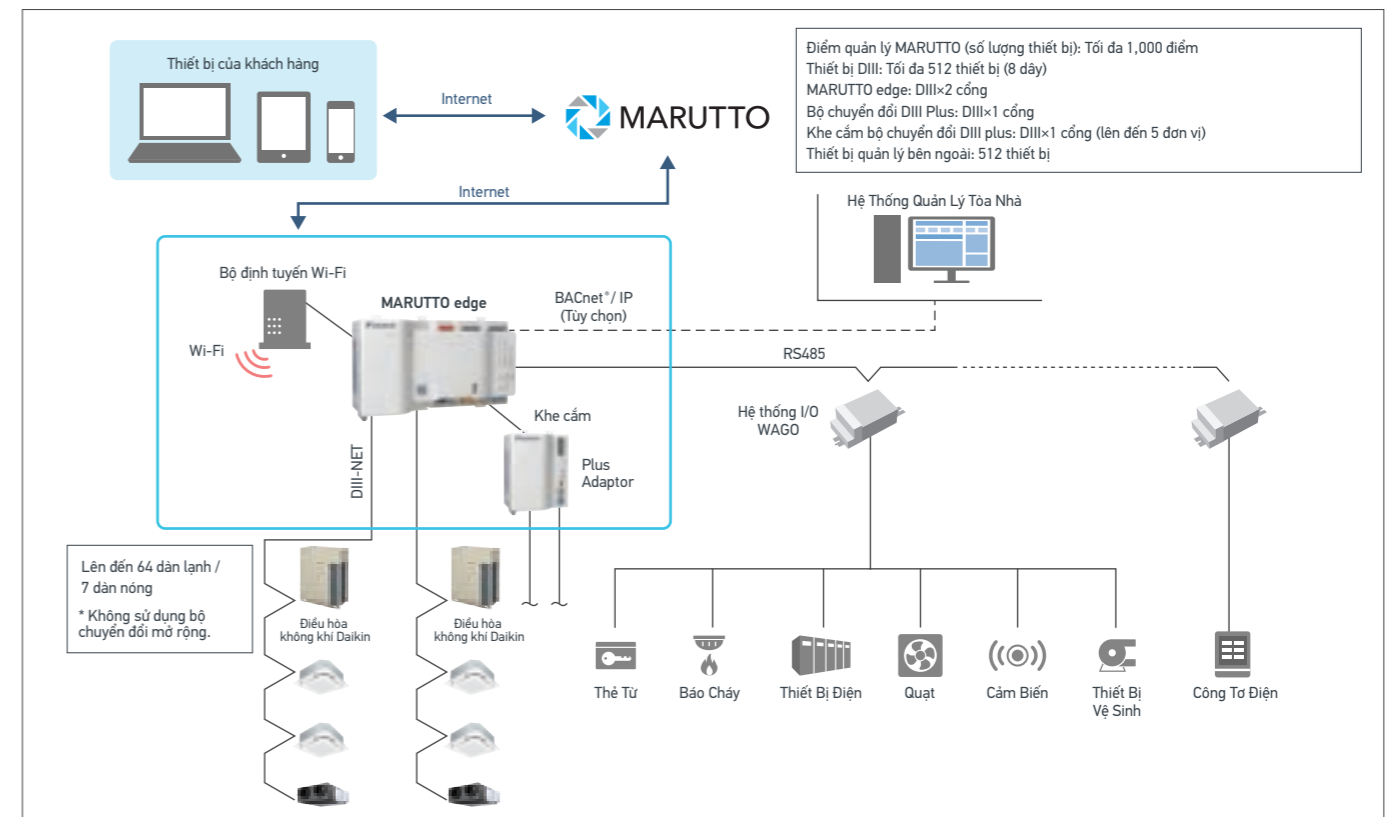 Thiết bị của khách hàng
Internet
MARUTTO
Điểm quản lý MARUTTO (số lượng thiết bị): Tối đa 1,000 điểm
Thiết bị DIII: Tối đa 512 thiết bị (8 dây)
MARUTTO edge: DIII×2 cổng
Bộ chuyển đổi DIII Plus: DIII×1 cổng
Khe cắm bộ chuyển đổi DIII plus: DIII×1 cổng (lên đến 5 đơn vị)
Thiết bị quản lý bên ngoài: 512 thiết bị
Internet
Hệ Thống Quản Lý Tòa Nhà
Bộ định tuyến Wi-Fi
MARUTTO edge
BACnet®/ IP
(Tùy chọn)
Wi-Fi
RS485
Khe cắm
Hệ thống I/O
WAGO
DIII-NET
Plus
Adaptor
Lên đến 64 dàn lạnh /
7 dàn nóng
* Không sử dụng bộ
chuyển đổi mở rộng.
Điều hòa
không khí Daikin
Điều hòa
không khí Daikin
Thẻ Từ
Báo Cháy
Thiết Bị Điện
Quạt
Cảm Biến
Thiết Bị
Vệ Sinh
Công Tơ Điện